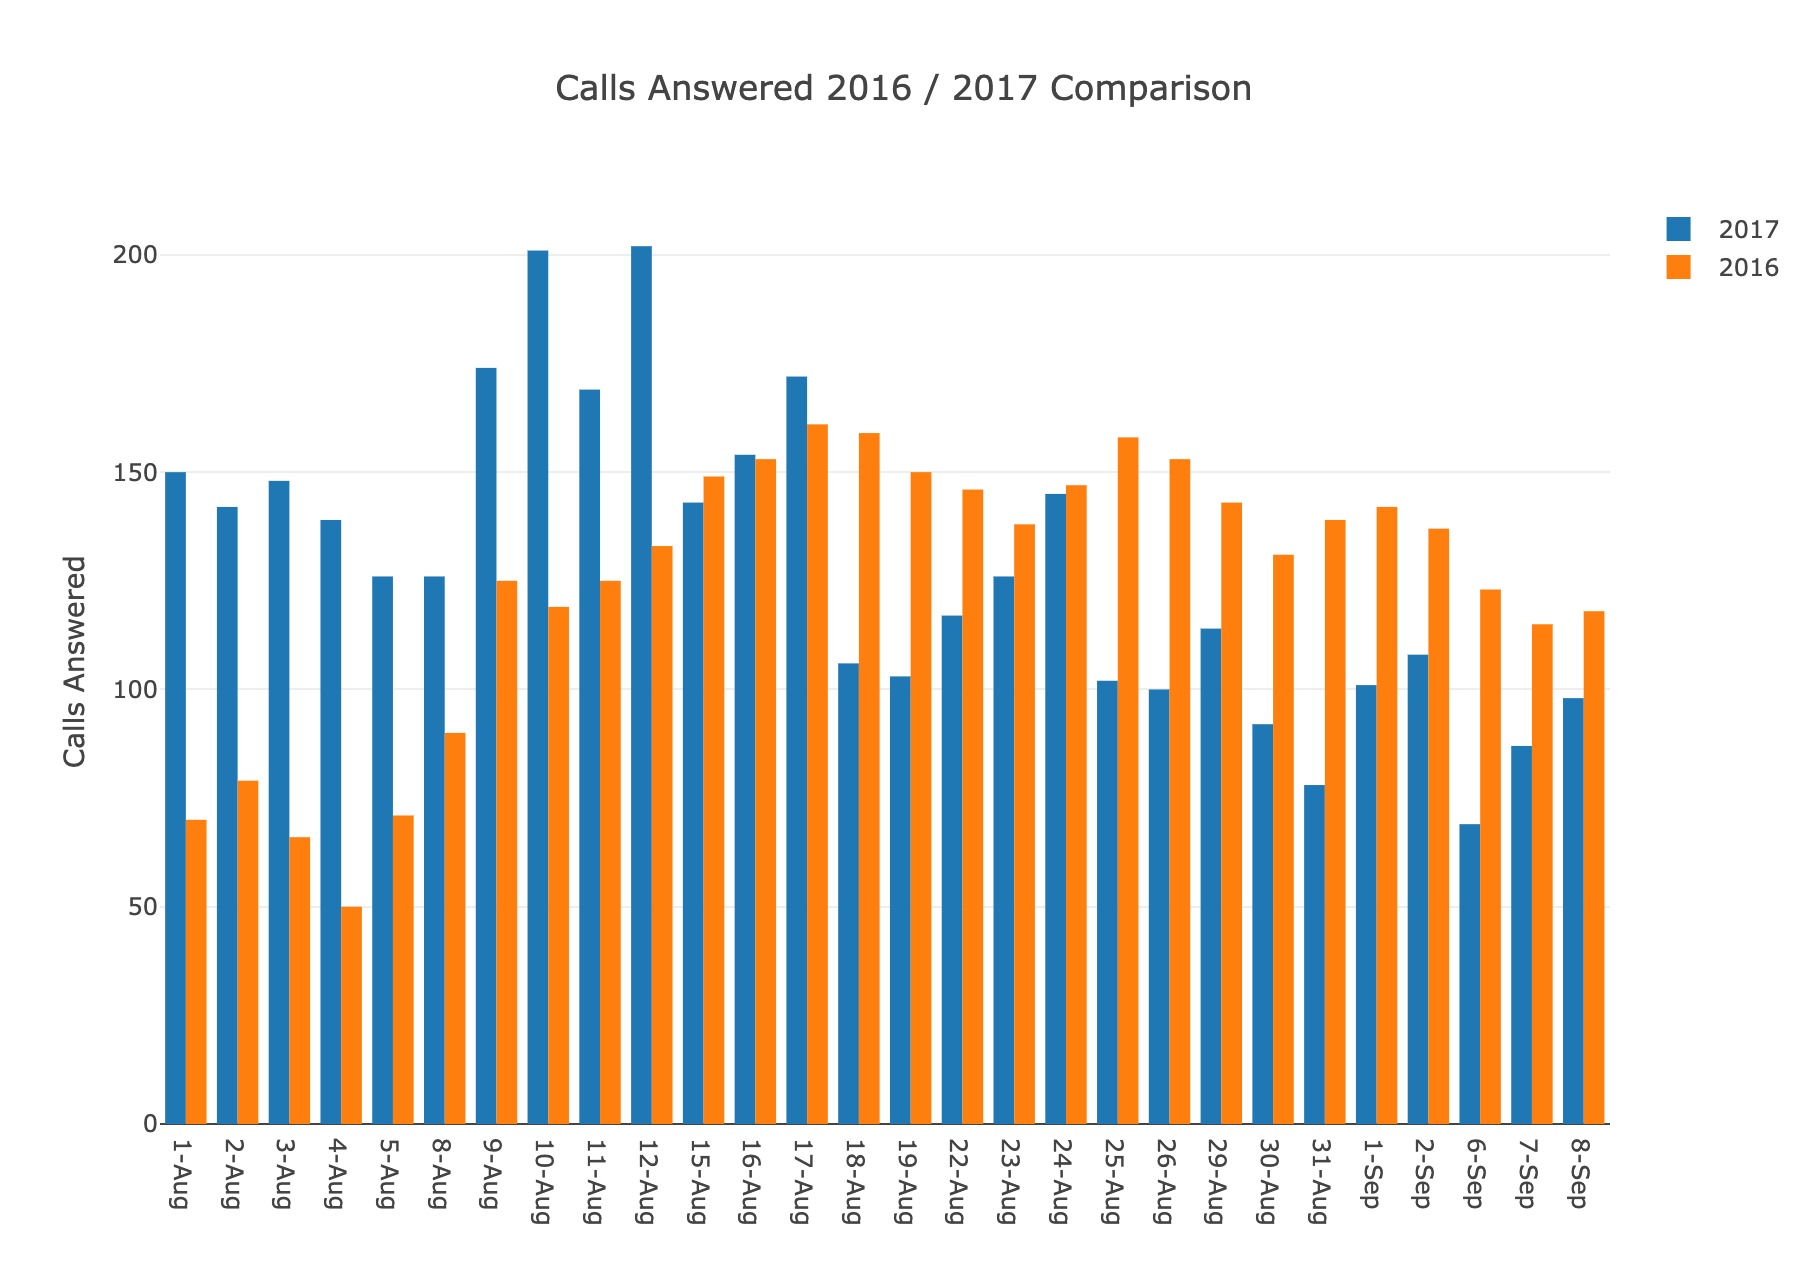 Calls Answered 2016 / 2017 Comparison
2017
2016
Calls Answered
200
150
100
50
0
1-Aug
2-Aug
3-Aug
4-Aug
5-Aug
8-Aug
9-Aug
10-Aug
11-Aug
12-Aug
15-Aug
16-Aug
17-Aug
18-Aug
19-Aug
22-Aug
23-Aug
24-Aug
25-Aug
26-Aug
29-Aug
30-Aug
31-Aug
1-Sep
2-Sep
6-Sep
7-Sep
8-Sep